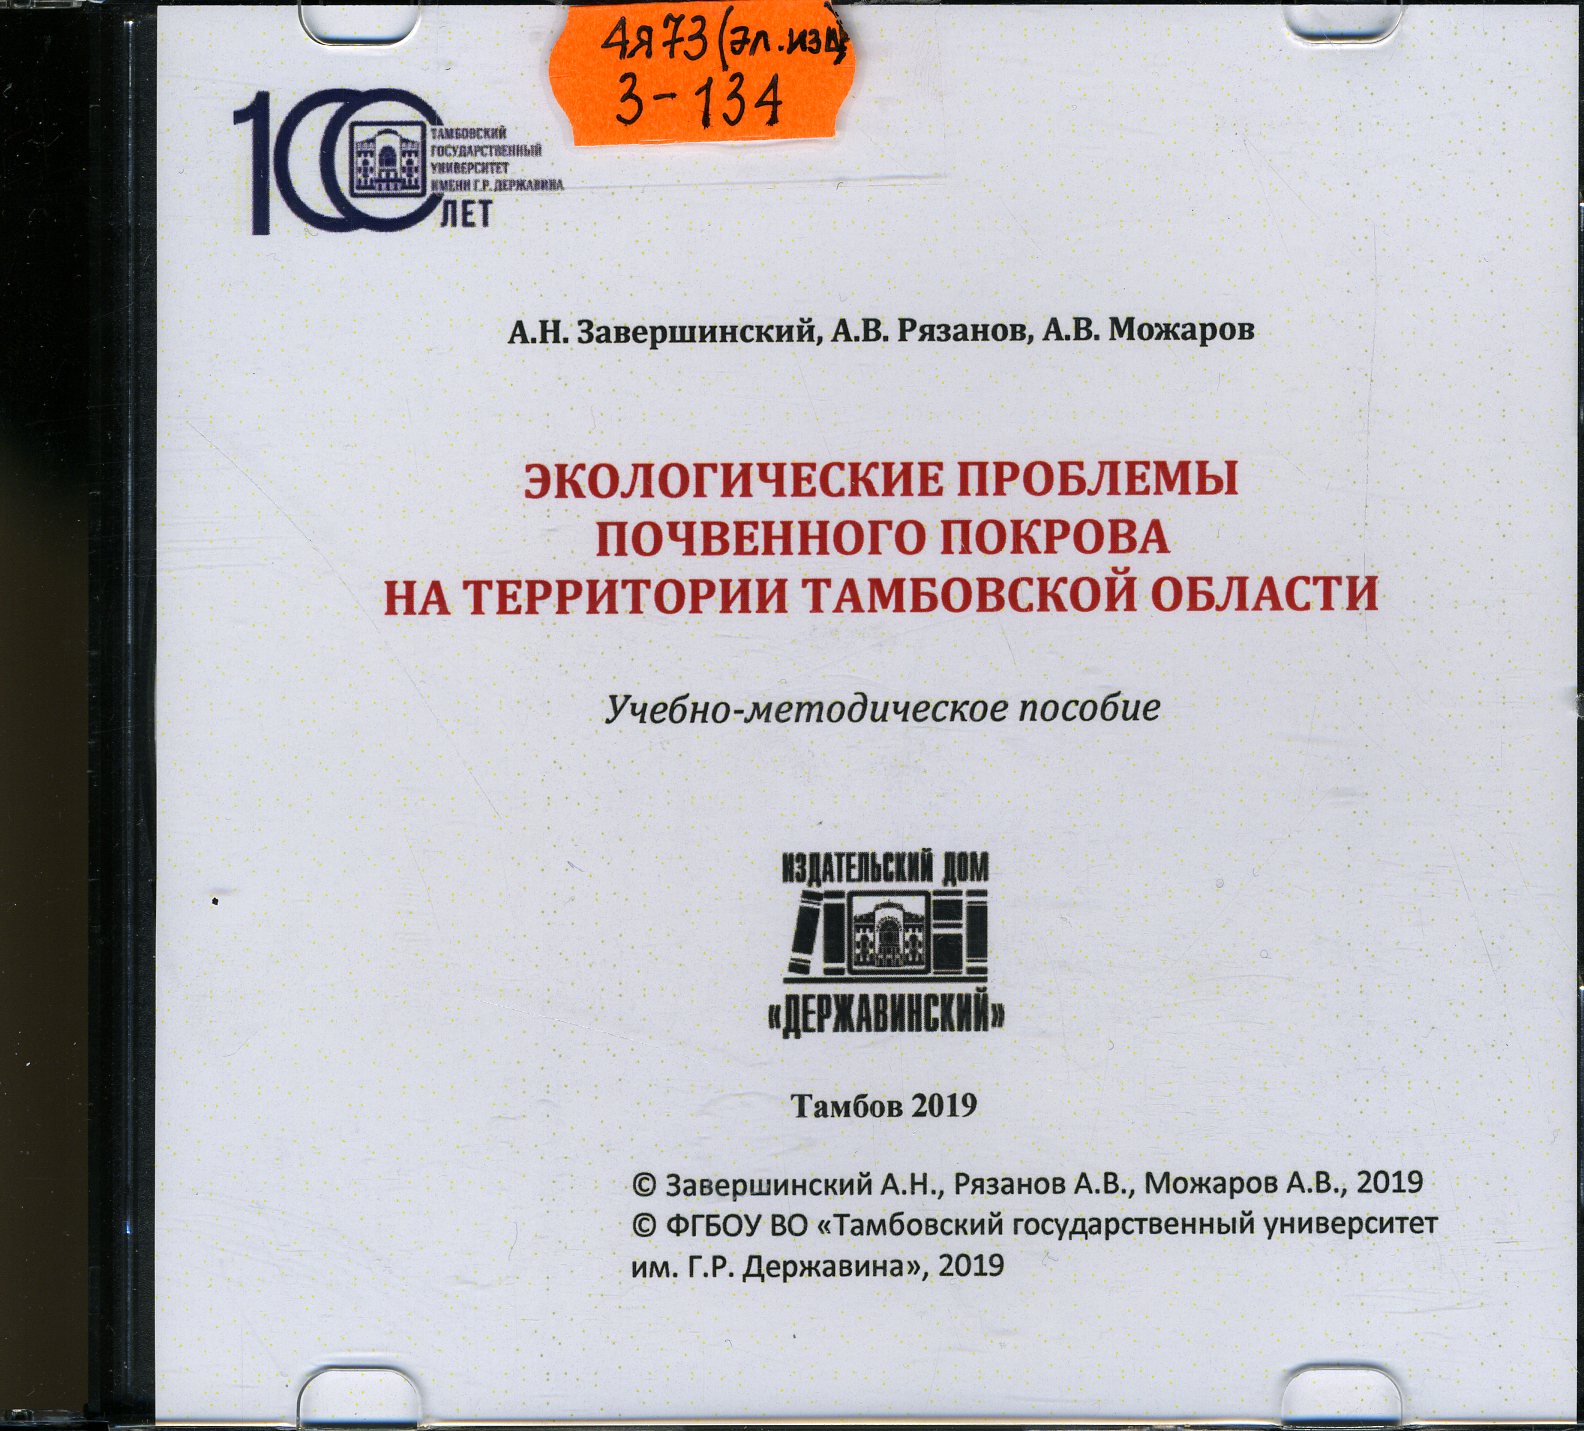 4я73(эл.изд)
З-134
100
ТАМБОВСКИЙ
ГОСУДАРСТВЕННЫЙ
УНИВЕРСИТЕТ
ИМЕНИ Г.Р. ДЕРЖАВИНА
ЛЕТ
А.Н. Завершинский, А.В. Рязанов, А.В. Можаров
ЭКОЛОГИЧЕСКИЕ ПРОБЛЕМЫ
ПОЧВЕННОГО ПОКРОВА
НА ТЕРРИТОРИИ ТАМБОВСКОЙ ОБЛАСТИ
Учебно-методическое пособие
ИЗДАТЕЛЬСКИЙ ДОМ
«ДЕРЖАВИНСКИЙ»
Тамбов 2019
© Завершинский А.Н., Рязанов А.В., Можаров А.В., 2019
© ФГБОУ ВО «Тамбовский государственный университет
им. Г.Р. Державина», 2019